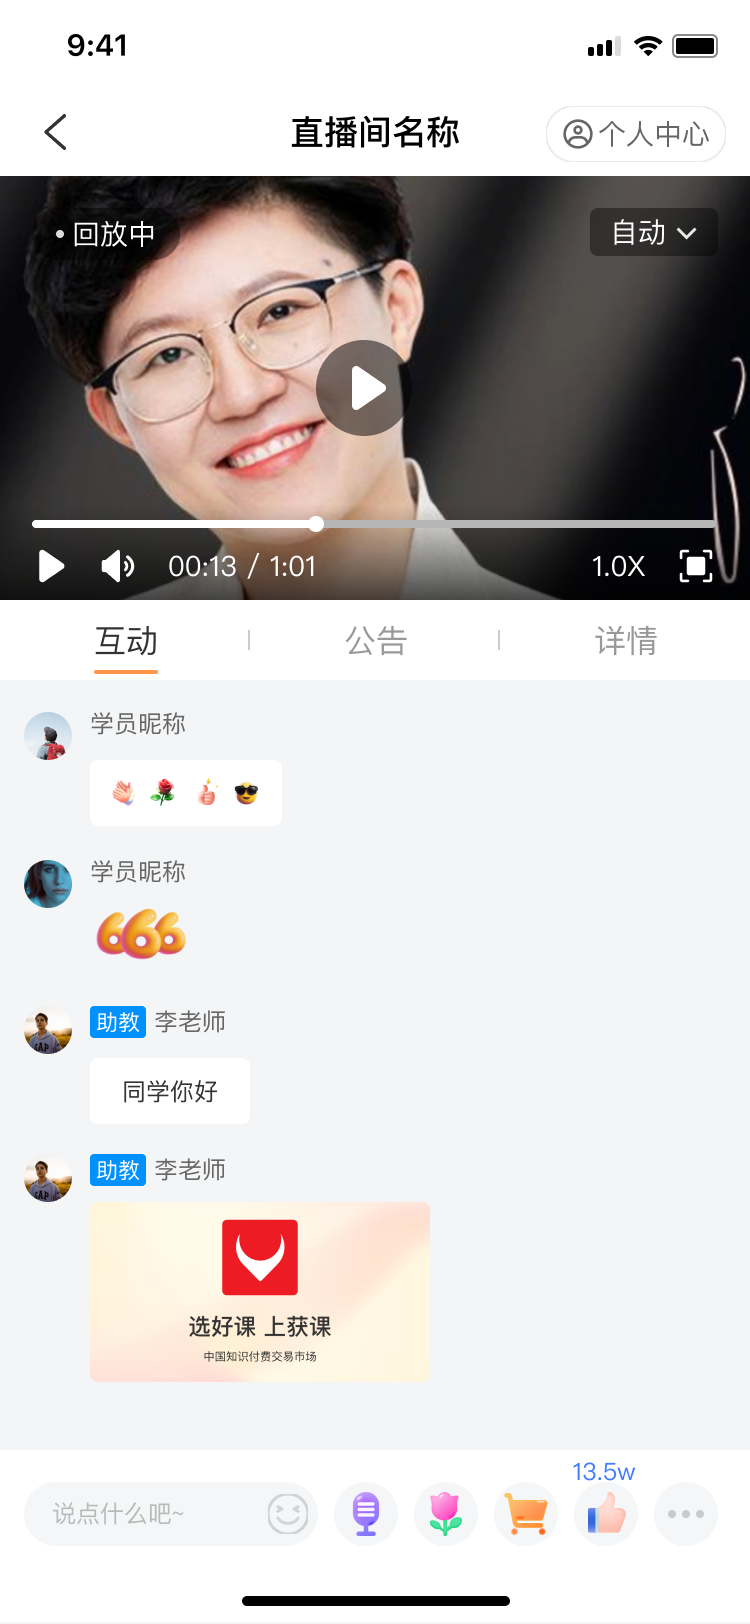 9:41
直播间名称
个人中心
回放中
自动
00:13 / 1:01
1.0X
互动
公告
详情
学员昵称
学员昵称
666
助教 李老师
GAP
同学你好
助教 李老师
GAP
选好课 上获课
中国知识付费交易市场
13.5w
说点什么吧~